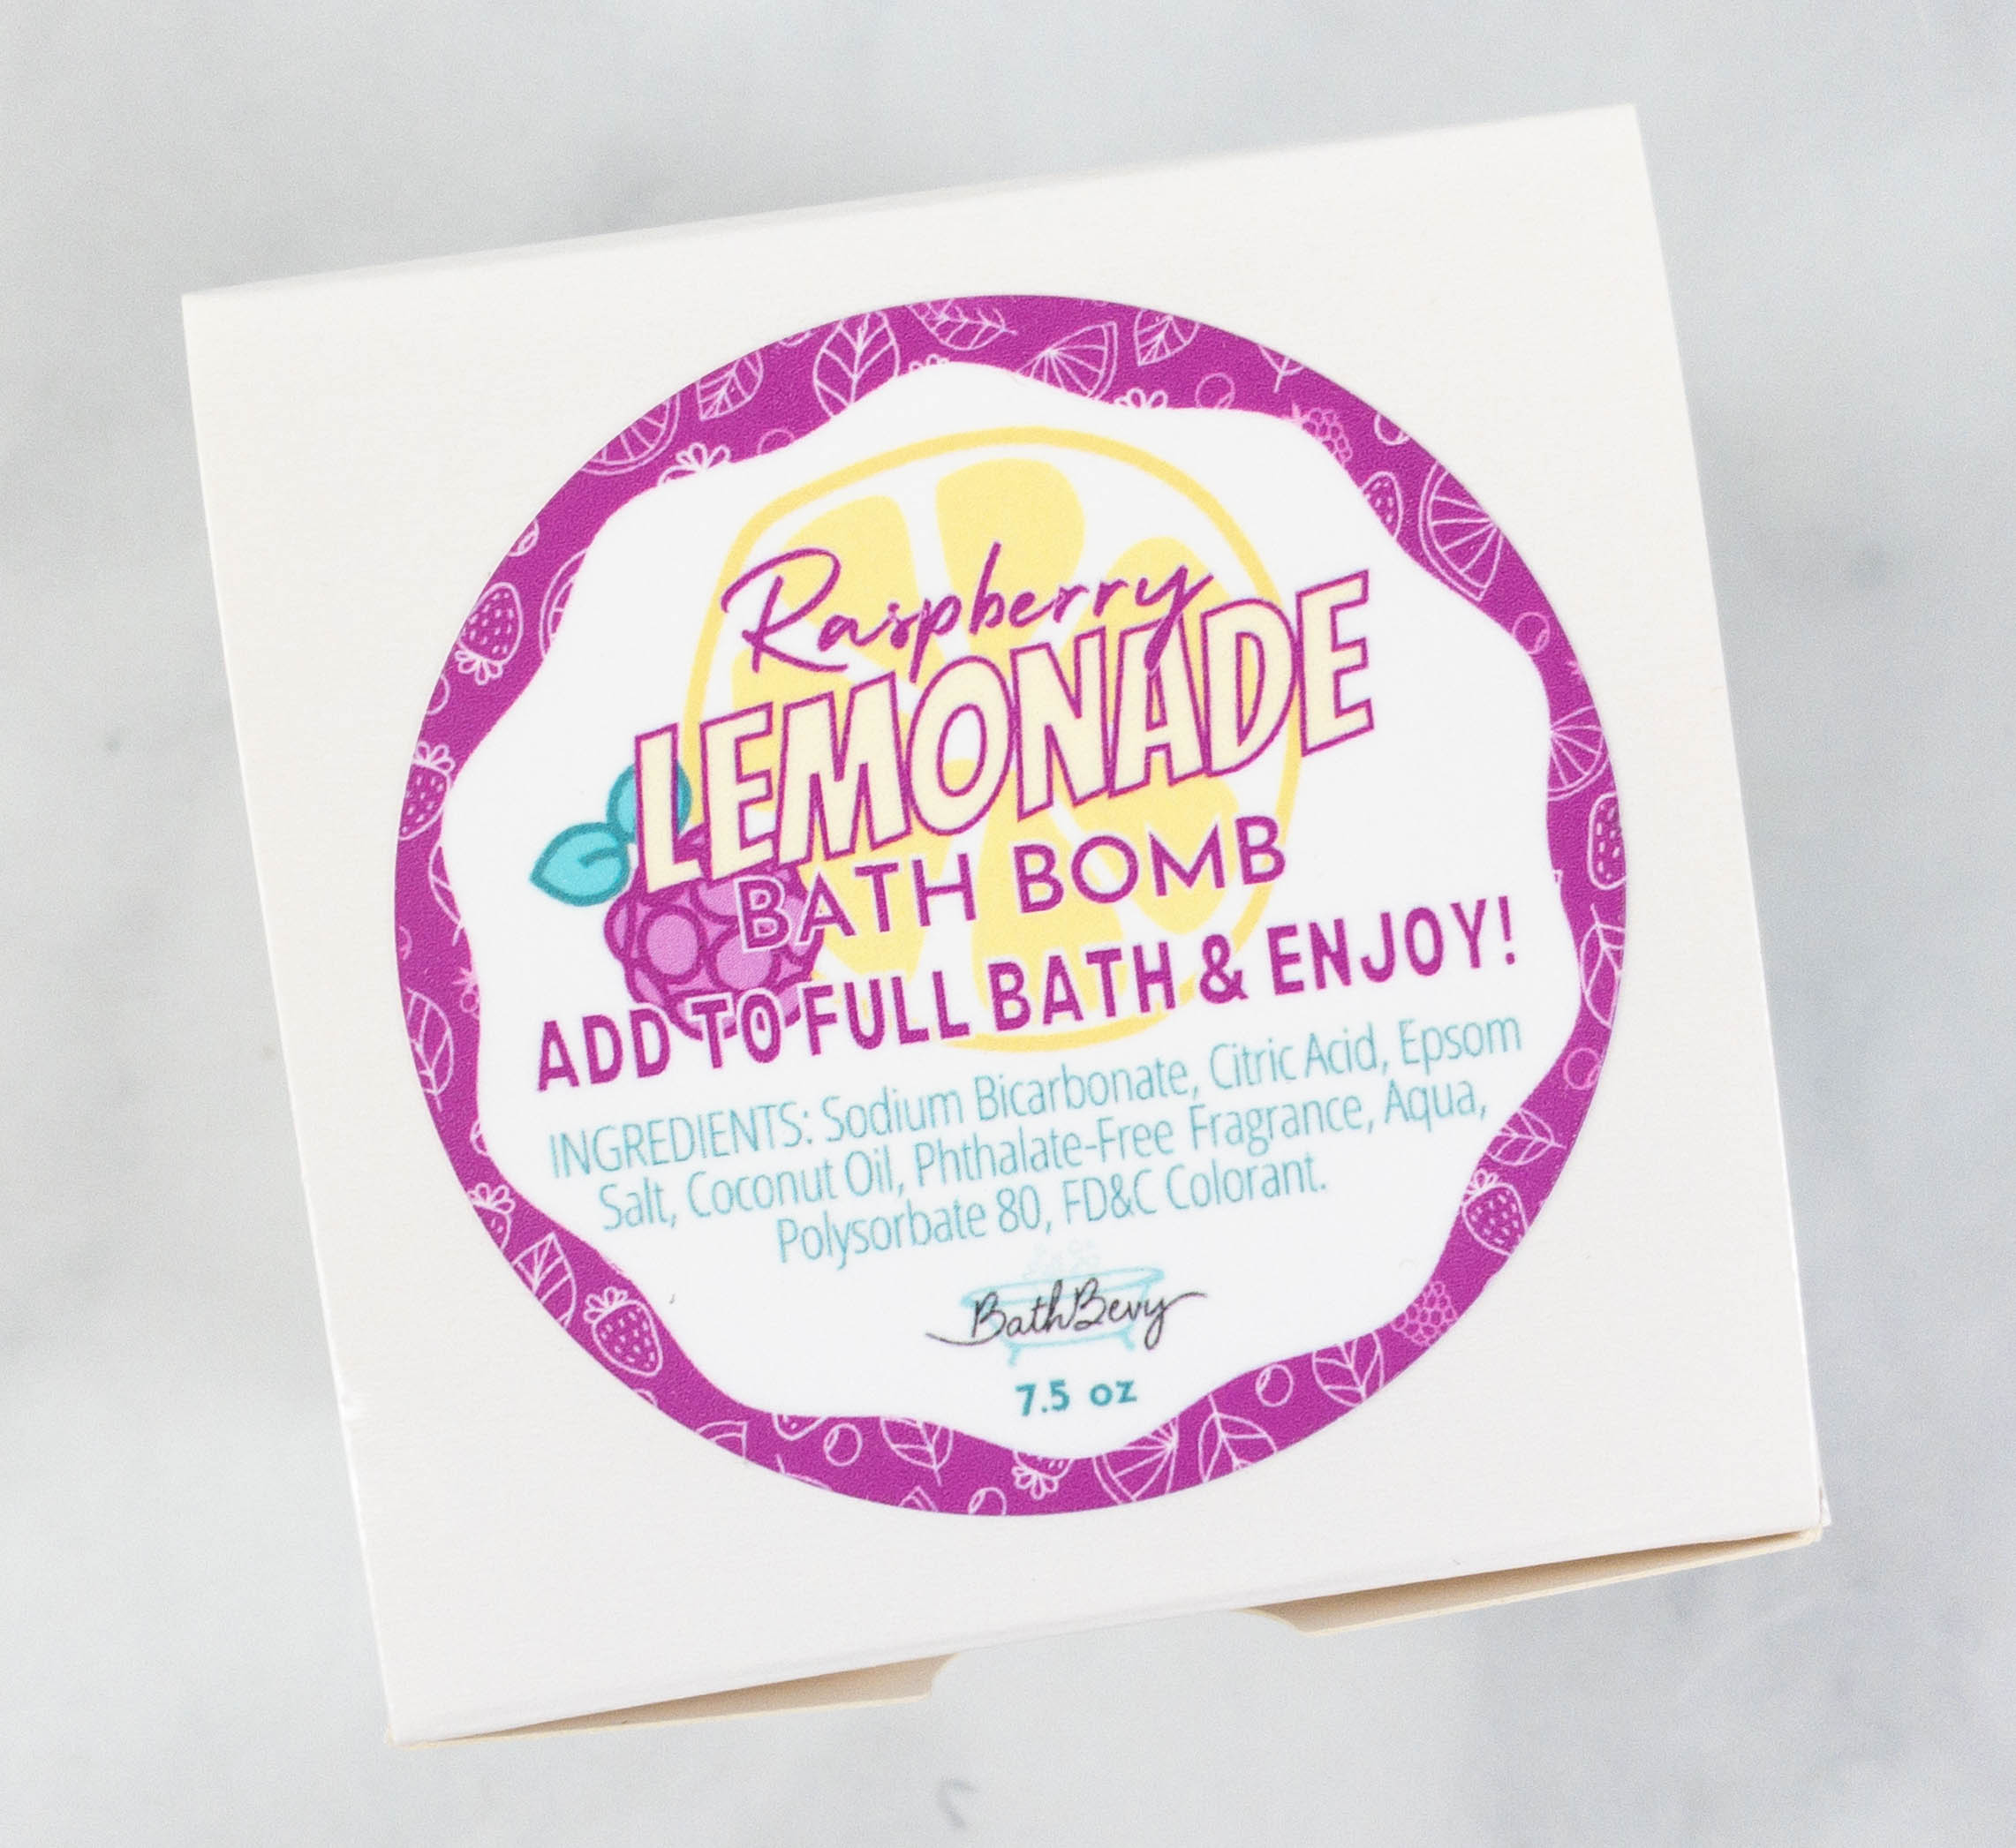 Raspberry
LEMONADE
BATH BOMB
ADD TO FULL BATH & ENJOY!
INGREDIENTS: Sodium Bicarbonate, Citric Acid, Epsom
Salt, Coconut Oil, Phthalate-Free Fragrance, Aqua,
Polysorbate 80, FD&C Colorant.
BathBevy
7.5 oz